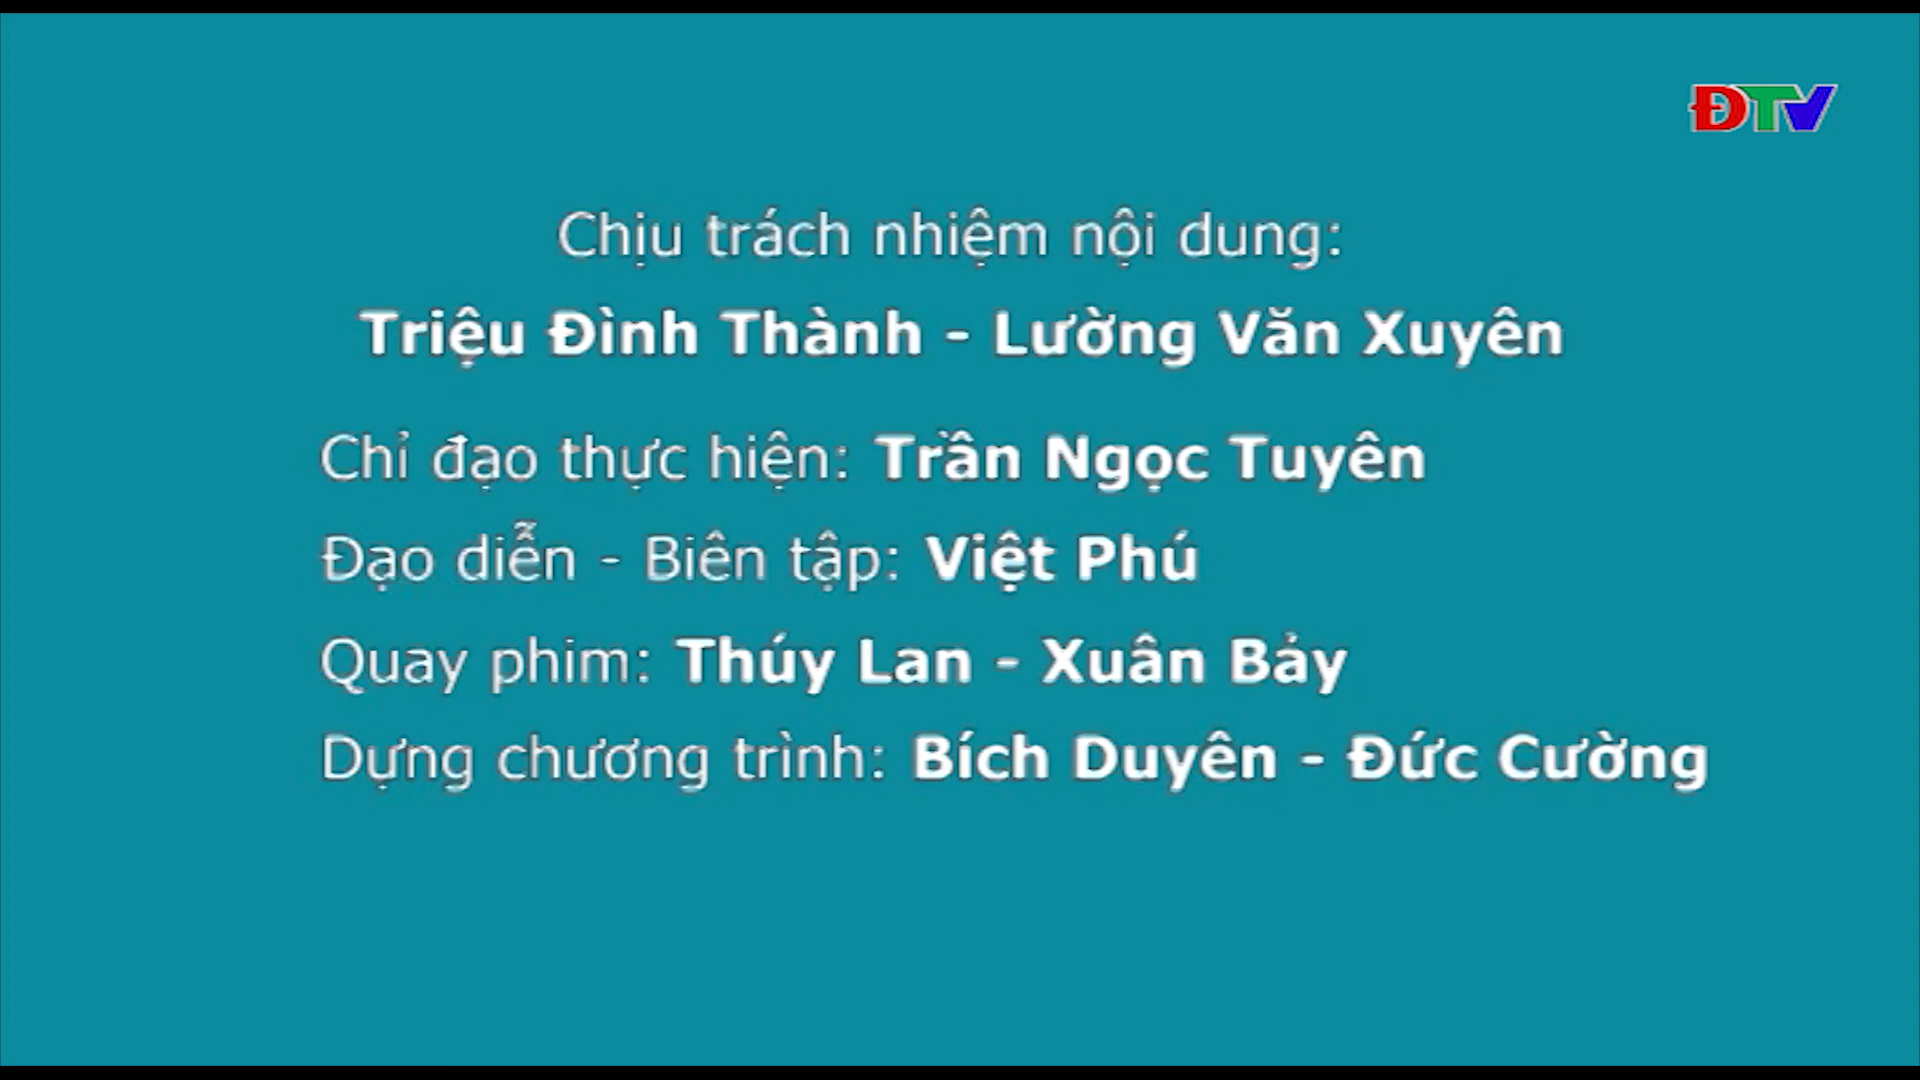 ĐTV
Chịu trách nhiệm nội dung:
Triệu Đình Thành - Lường Văn Xuyên
Chỉ đạo thực hiện: Trần Ngọc Tuyên
Đạo diễn - Biên tập: Việt Phú
Quay phim: Thúy Lan - Xuân Bảy
Dựng chương trình: Bích Duyên - Đức Cường